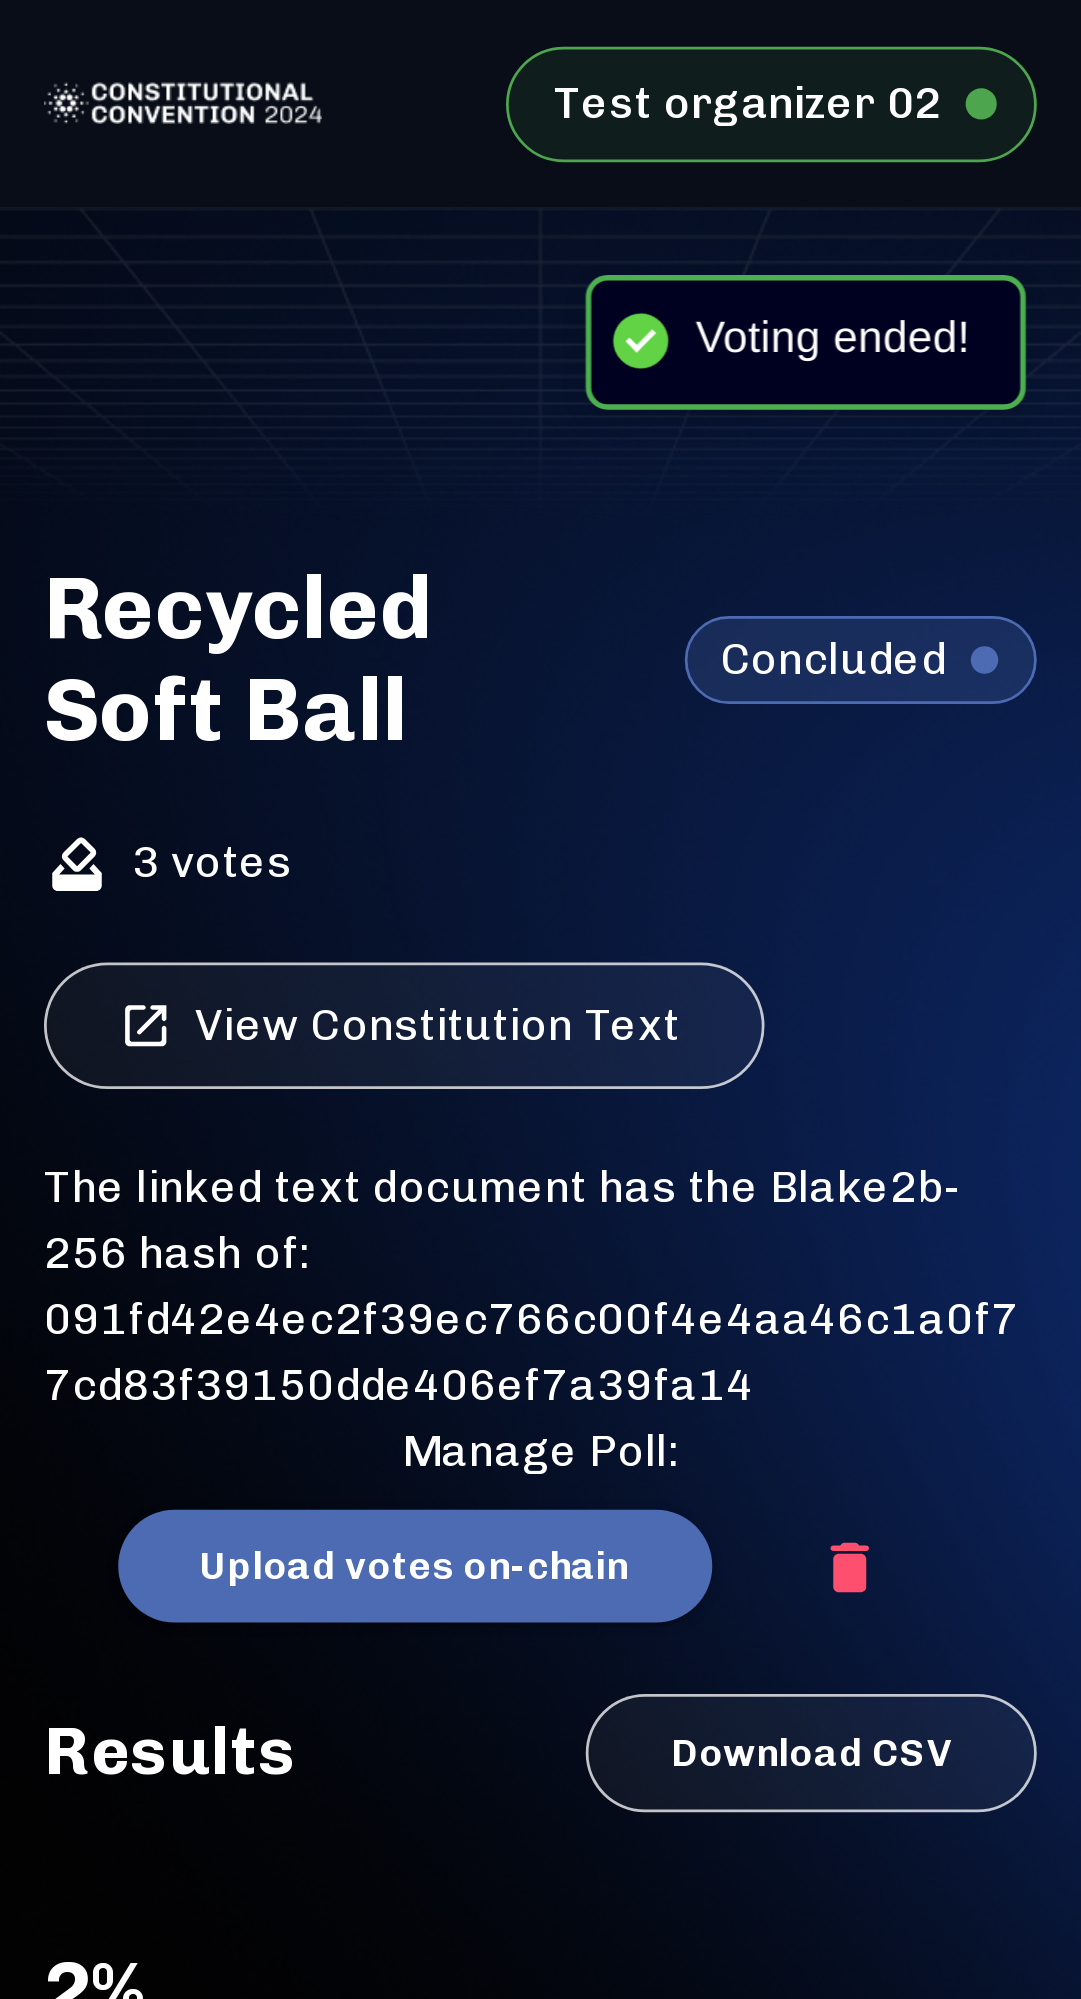 CONSTITUTIONAL
CONVENTION 2024
Test organizer 02
Voting ended!
Recycled
Soft Ball
Concluded
3 votes
View Constitution Text
The linked text document has the Blake2b-
256 hash of:
091fd42e4ec2f39ec766c00f4e4aa46c1a0f7
7cd83f39150dde406ef7a39fa14
Manage Poll:
Upload votes on-chain
Results
Download CSV
2%